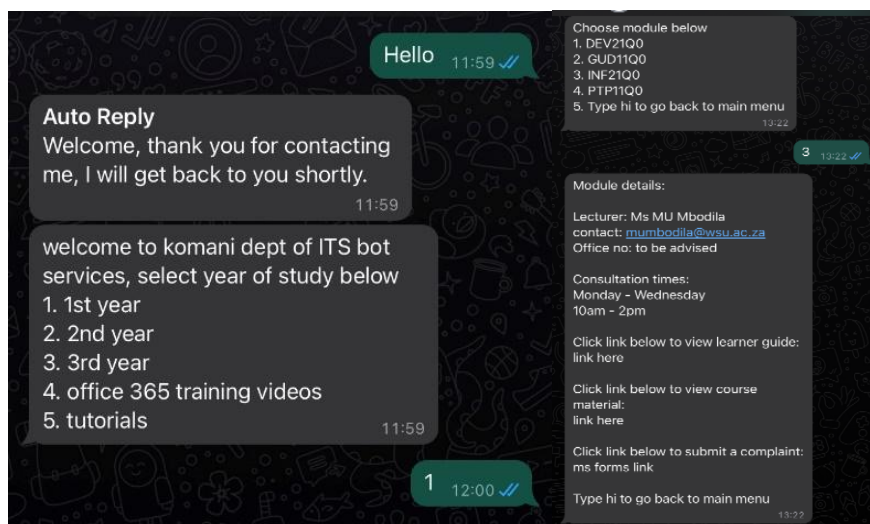 Hello 11:59
Auto Reply
Welcome, thank you for contacting
me, I will get back to you shortly.
11:59
welcome to komani dept of ITS bot
services, select year of study below
1. 1st year
2. 2nd year
3. 3rd year
4. office 365 training videos
5. tutorials
11:59
1 12:00
Choose module below
1. DEV21Q0
2. GUD11Q0
3. INF21Q0
4. PTP11Q0
5. Type hi to go back to main menu
13:22
3 13:22
Module details:
Lecturer: Ms MU Mbodila
contact: mumbodila@wsu.ac.za
Office no: to be advised
Consultation times:
Monday - Wednesday
10am - 2pm
Click link below to view learner guide:
link here
Click link below to view course
material:
link here
Click link below to submit a complaint:
ms forms link
Type hi to go back to main menu
13:22